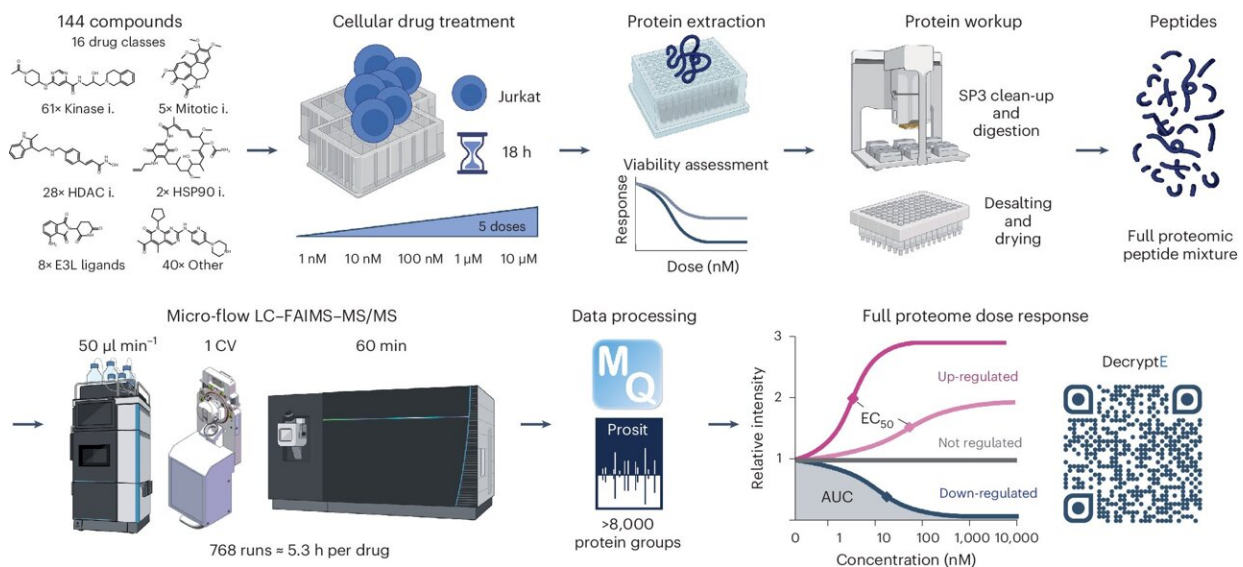 144 compounds
16 drug classes
61× Kinase i.
5× Mitotic i.
28× HDAC i.
2× HSP90 i.
8× E3L ligands
40× Other
Cellular drug treatment
Jurkat
18 h
5 doses
1 nM
10 nM
100 nM
1 µM
10 µM
Protein extraction
Viability assessment
Response
Dose (nM)
Protein workup
SP3 clean-up
and
digestion
Desalting
and
drying
Peptides
Full proteomic
peptide mixture
Micro-flow LC–FAIMS–MS/MS
50 µl min⁻¹
1 CV
60 min
768 runs ≈ 5.3 h per drug
Data processing
M
Q
Prosit
>8,000
protein groups
Full proteome dose response
Relative intensity
3
2
1
0
Up-regulated
EC₅₀
Not regulated
AUC
Down-regulated
0
1
10
100
1,000
10,000
Concentration (nM)
DecryptE